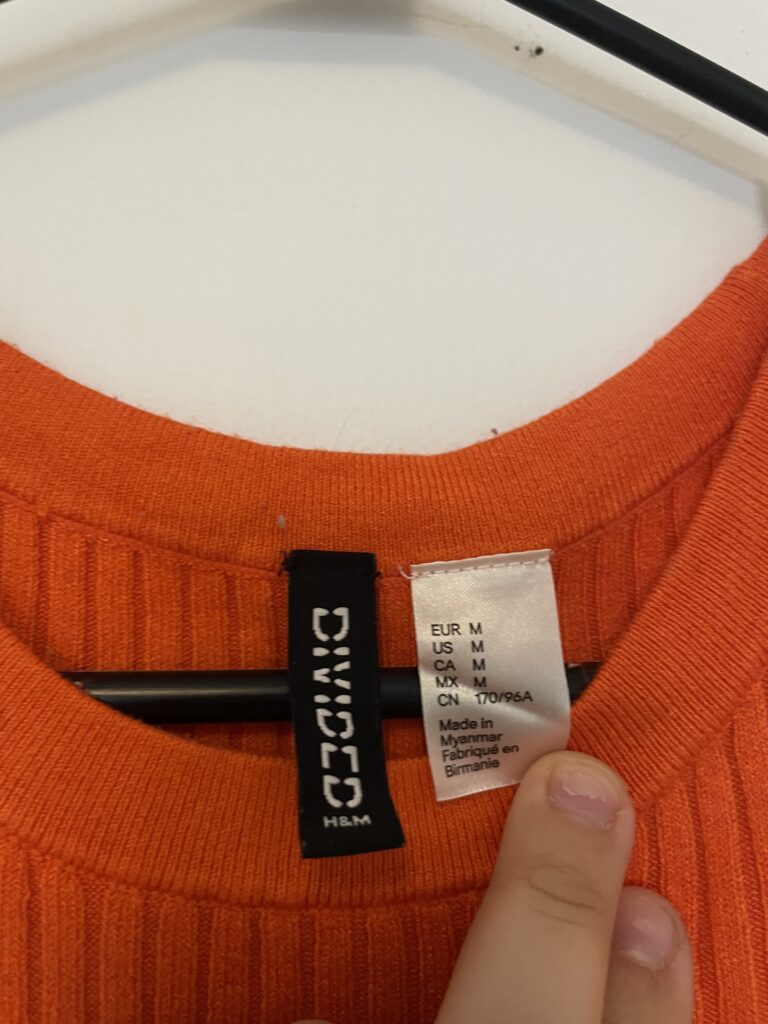 DIVIDED
H&M
EUR M
US M
CA M
MX M
CN 170/96A
Made in
Myanmar
Fabriqué en
Birmanie